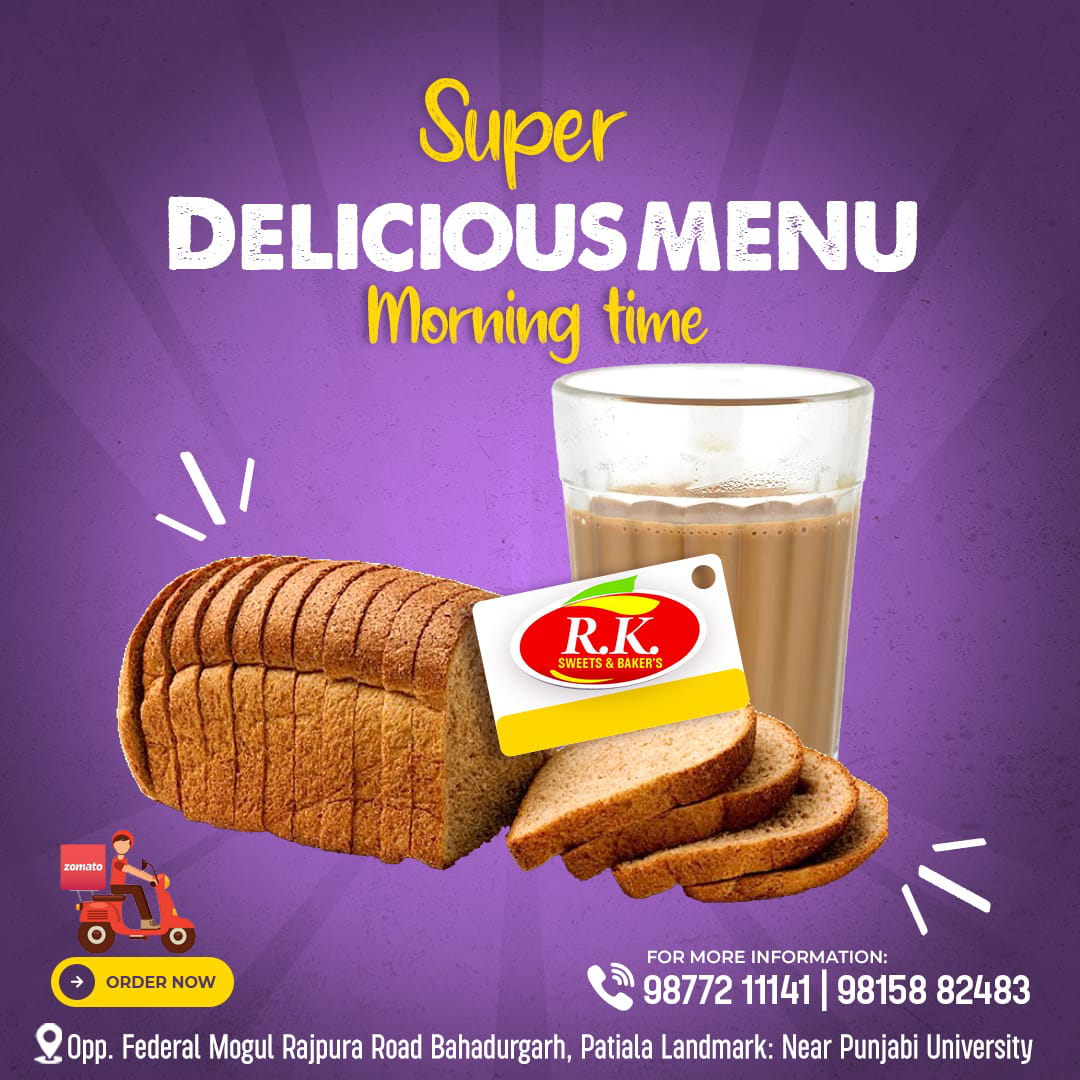 Super
DELICIOUS MENU
Morning time
R.K.
SWEETS & BAKER'S
zomato
ORDER NOW
FOR MORE INFORMATION:
98772 11141 | 98158 82483
Opp. Federal Mogul Rajpura Road Bahadurgarh, Patiala Landmark: Near Punjabi University